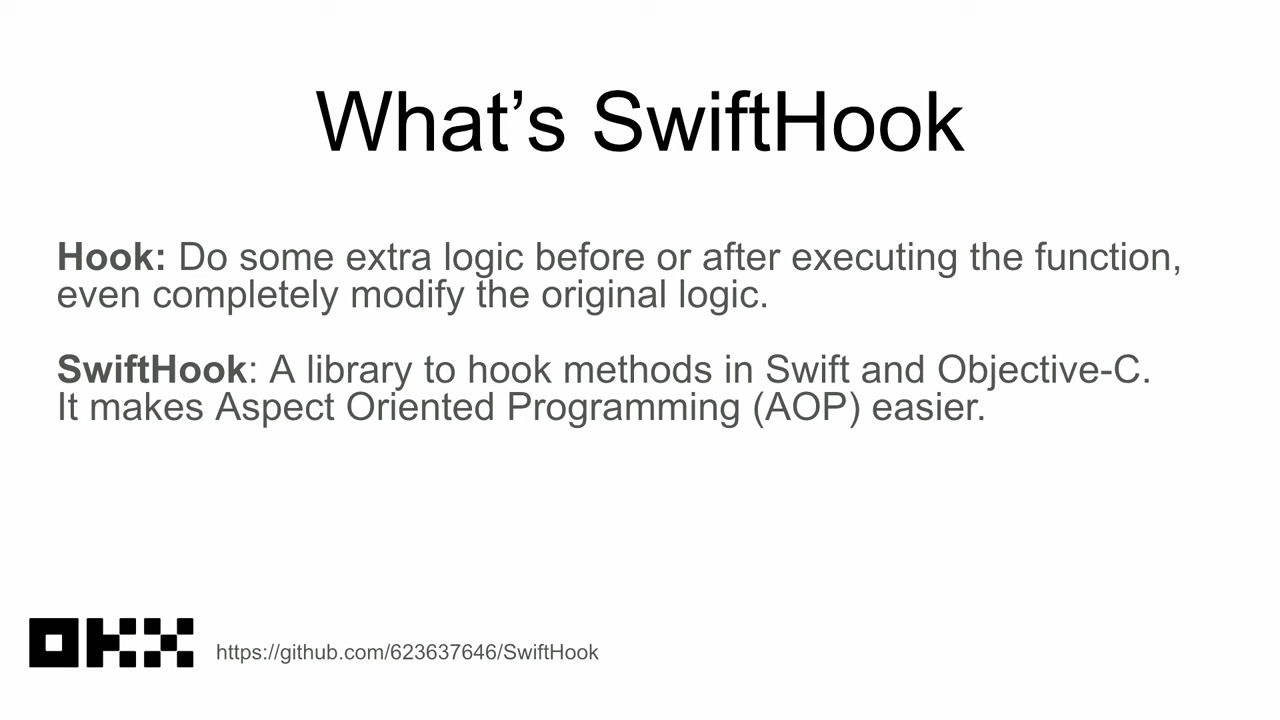 What’s SwiftHook
Hook: Do some extra logic before or after executing the function,
even completely modify the original logic.
SwiftHook: A library to hook methods in Swift and Objective-C.
It makes Aspect Oriented Programming (AOP) easier.
OKX
https://github.com/623637646/SwiftHook